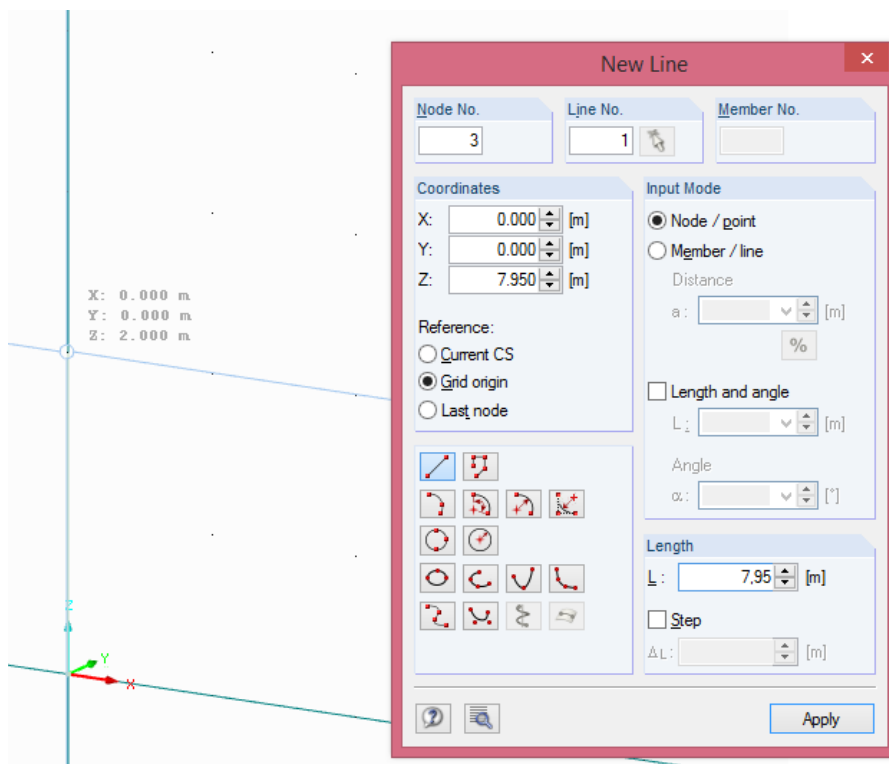 New Line
Node No.
3
Line No.
1
Member No.
Coordinates
X: 0.000 [m]
Y: 0.000 [m]
Z: 7.950 [m]
Reference:
Current CS
Grid origin
Last node
Input Mode
Node / point
Member / line
Distance
a: [m]
%
Length and angle
L: [m]
Angle
α: [°]
Length
L: 7,95 [m]
Step
ΔL: [m]
Apply
X: 0.000 m
Y: 0.000 m
Z: 2.000 m
Z
Y
X